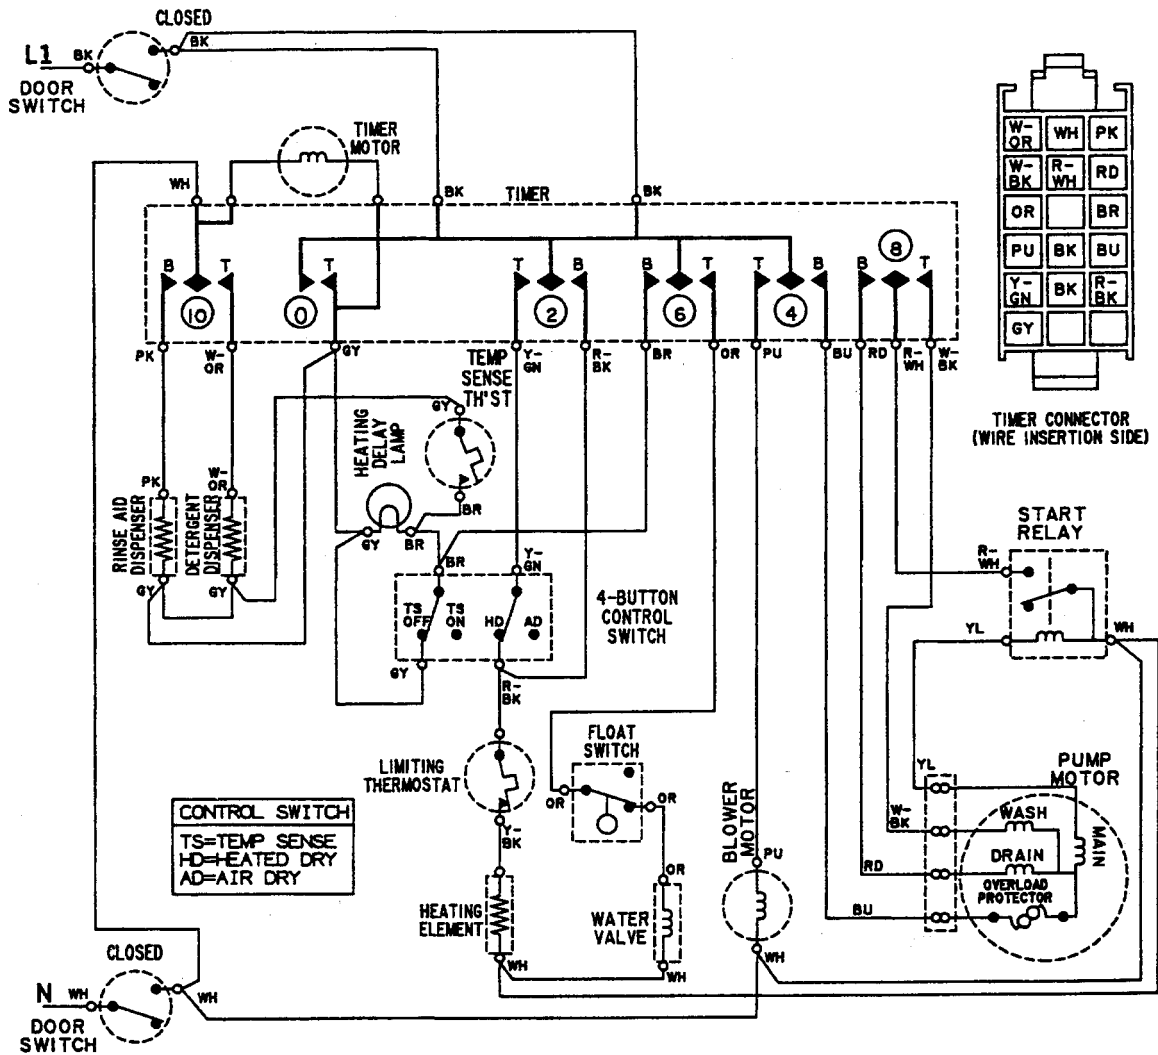 CLOSED
L1
BK
BK
DOOR
SWITCH
TIMER
MOTOR
WH
BK
TIMER
BK
B
T
T
T
B
B
T
T
B
B
8
T
10
0
2
6
4
PK
W-
OR
GY
Y-
GN
R-
BK
BR
OR
PU
BU
RD
R-
WH
W-
BK
TEMP
SENSE
TH'ST
W-
OR
WH
PK
W-
BK
R-
WH
RD
OR
BR
PU
BK
BU
Y-
GN
BK
R-
BK
GY
TIMER CONNECTOR
(WIRE INSERTION SIDE)
GY
HEATING
DELAY
LAMP
PK
W-
OR
BR
RINSE AID
DISPENSER
DETERGENT
DISPENSER
GY
BR
START
RELAY
R-
WH
GY
GY
BR
Y-
GN
TS
OFF
TS
ON
HD
AD
4-BUTTON
CONTROL
SWITCH
YL
WH
GY
R-
BK
FLOAT
SWITCH
LIMITING
THERMOSTAT
OR
OR
YL
PUMP
MOTOR
CONTROL SWITCH
TS=TEMP SENSE
HD=HEATED DRY
AD=AIR DRY
Y-
BK
BLOWER
MOTOR
PU
W-
BK
WASH
MAIN
DRAIN
RD
OVERLOAD
PROTECTOR
OR
BU
HEATING
ELEMENT
WATER
VALVE
WH
WH
WH
CLOSED
N
WH
WH
DOOR
SWITCH